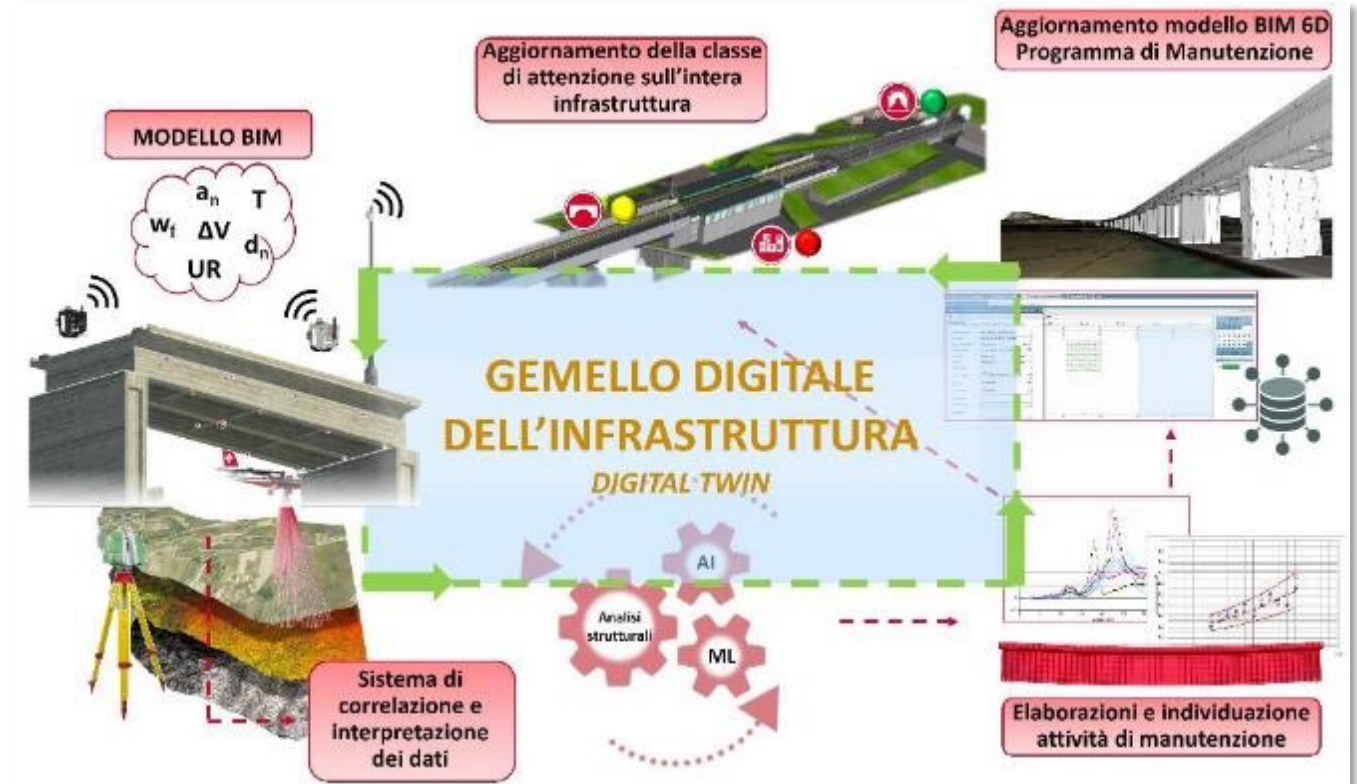 Aggiornamento della classe
di attenzione sull'intera
infrastruttura
Aggiornamento modello BIM 6D
Programma di Manutenzione
MODELLO BIM
aₙ T
w_f ΔV dₙ
UR
GEMELLO DIGITALE
DELL'INFRASTRUTTURA
DIGITAL TWIN
AI
Analisi
strutturali
ML
Sistema di
correlazione e
interpretazione
dei dati
Elaborazioni e individuazione
attività di manutenzione